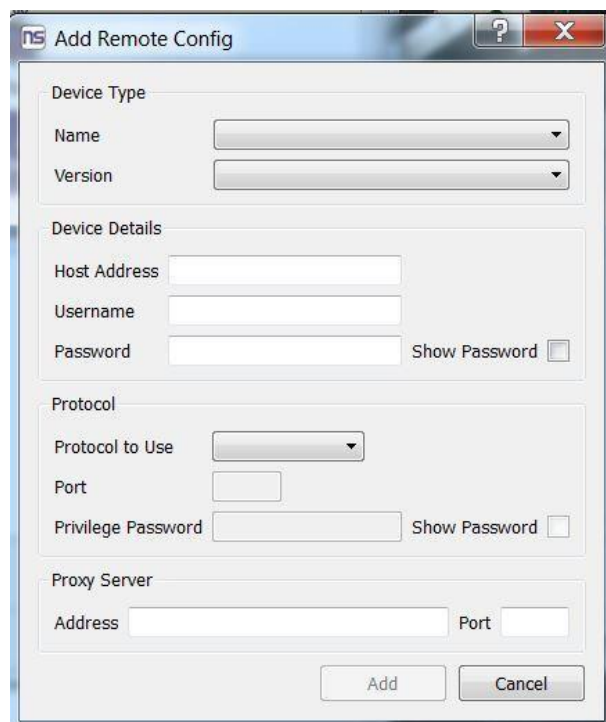 ns Add Remote Config ? X
Device Type
Name
Version
Device Details
Host Address
Username
Password Show Password
Protocol
Protocol to Use
Port
Privilege Password Show Password
Proxy Server
Address Port
Add Cancel